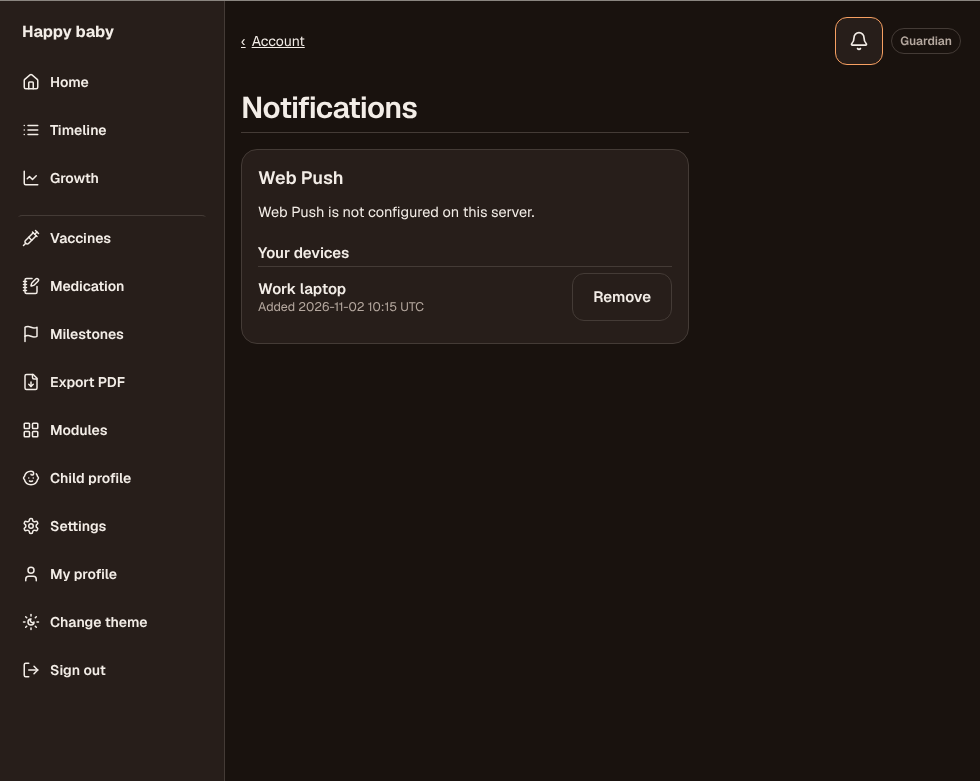 Happy baby
Home
Timeline
Growth
Vaccines
Medication
Milestones
Export PDF
Modules
Child profile
Settings
My profile
Change theme
Sign out
‹ Account
Guardian
Notifications
Web Push
Web Push is not configured on this server.
Your devices
Work laptop
Added 2026-11-02 10:15 UTC
Remove